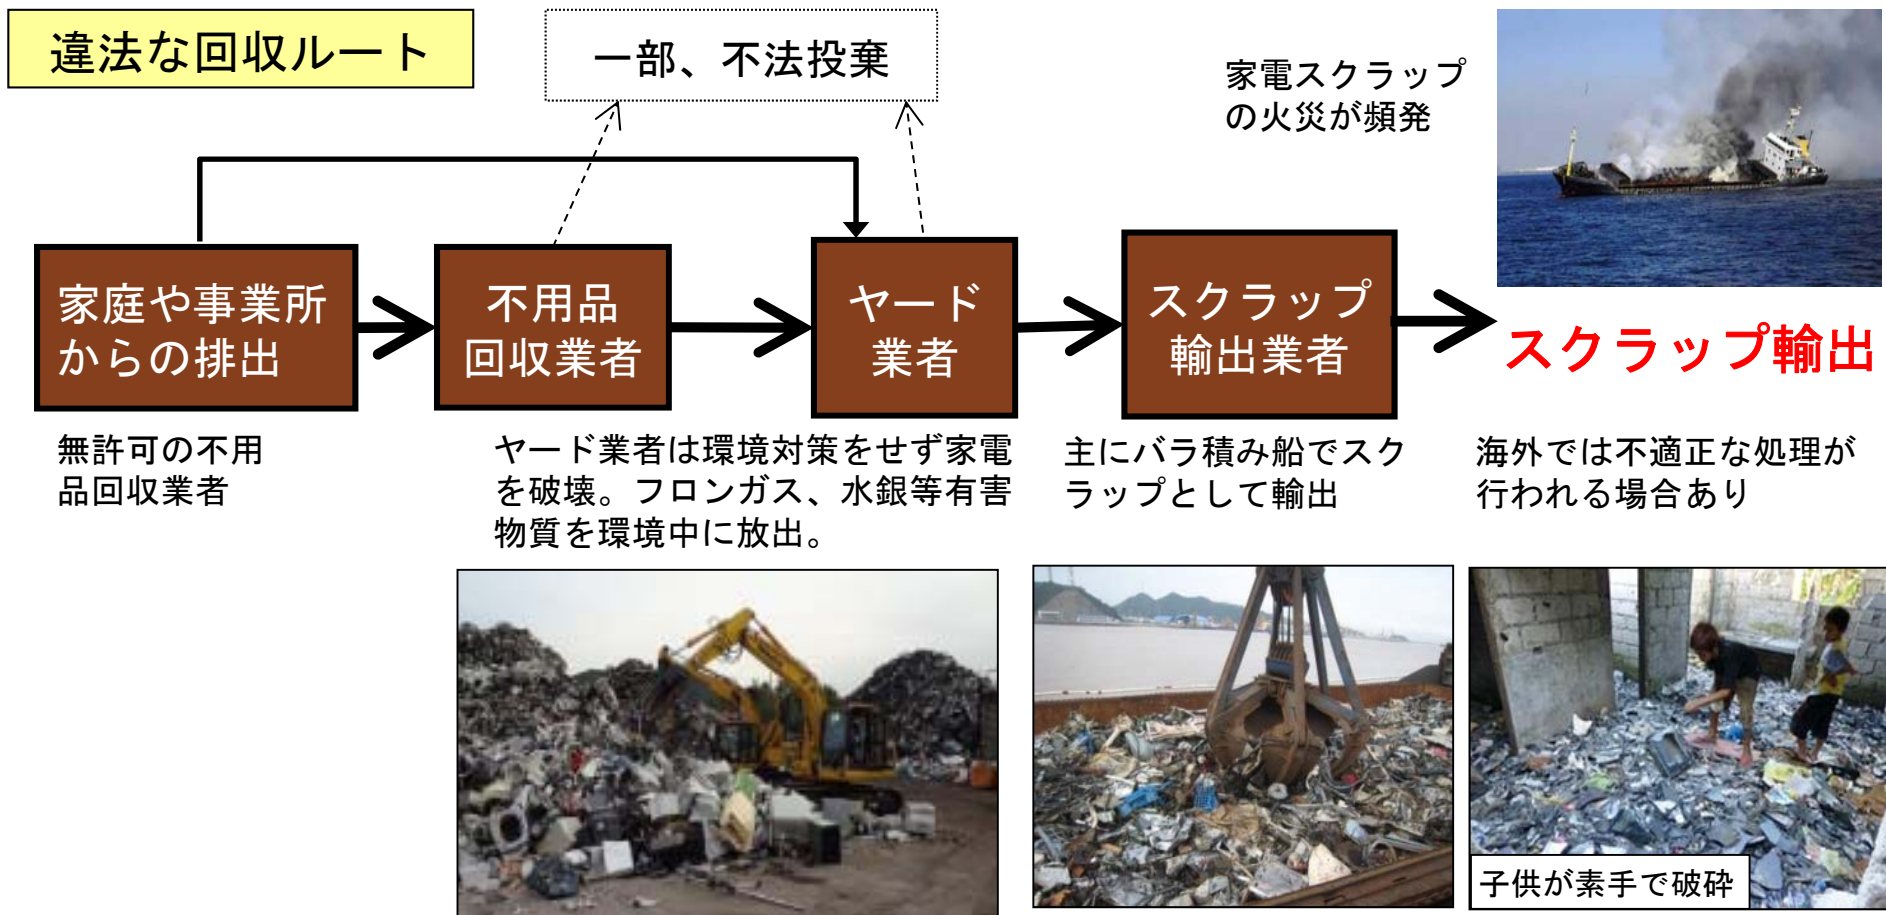 違法な回収ルート
一部、不法投棄
家電スクラップ
の火災が頻発
家庭や事業所
からの排出
不用品
回収業者
ヤード
業者
スクラップ
輸出業者
スクラップ輸出
無許可の不用
品回収業者
ヤード業者は環境対策をせず家電
を破壊。フロンガス、水銀等有害
物質を環境中に放出。
主にバラ積み船でスク
ラップとして輸出
海外では不適正な処理が
行われる場合あり
子供が素手で破砕